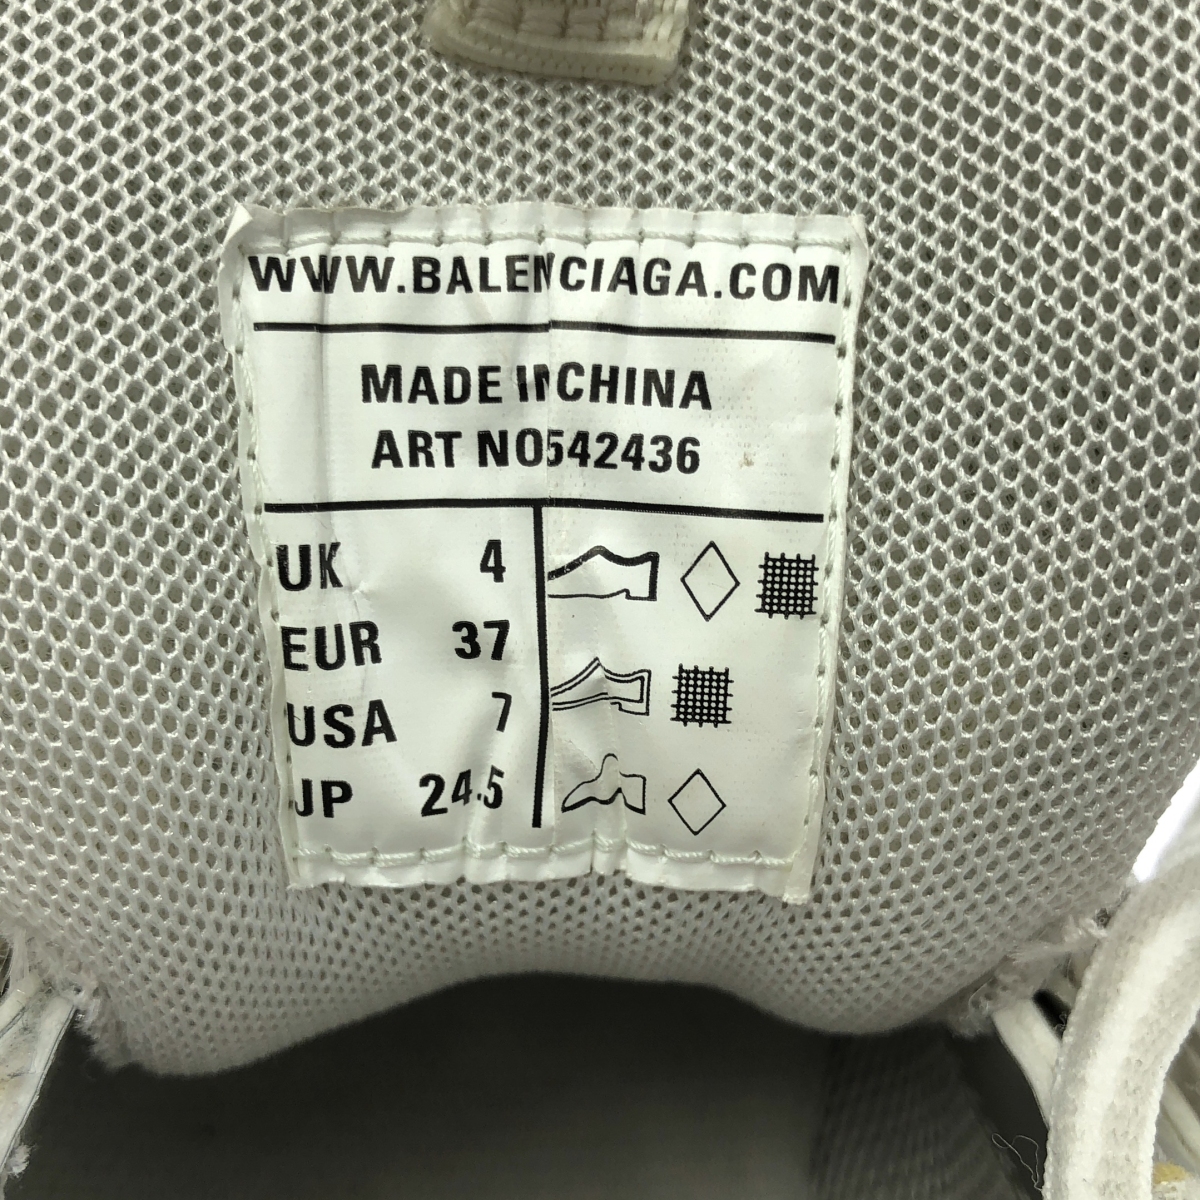 WWW.BALENCIAGA.COM
MADE IN CHINA
ART NO542436
UK 4
EUR 37
USA 7
JP 24.5